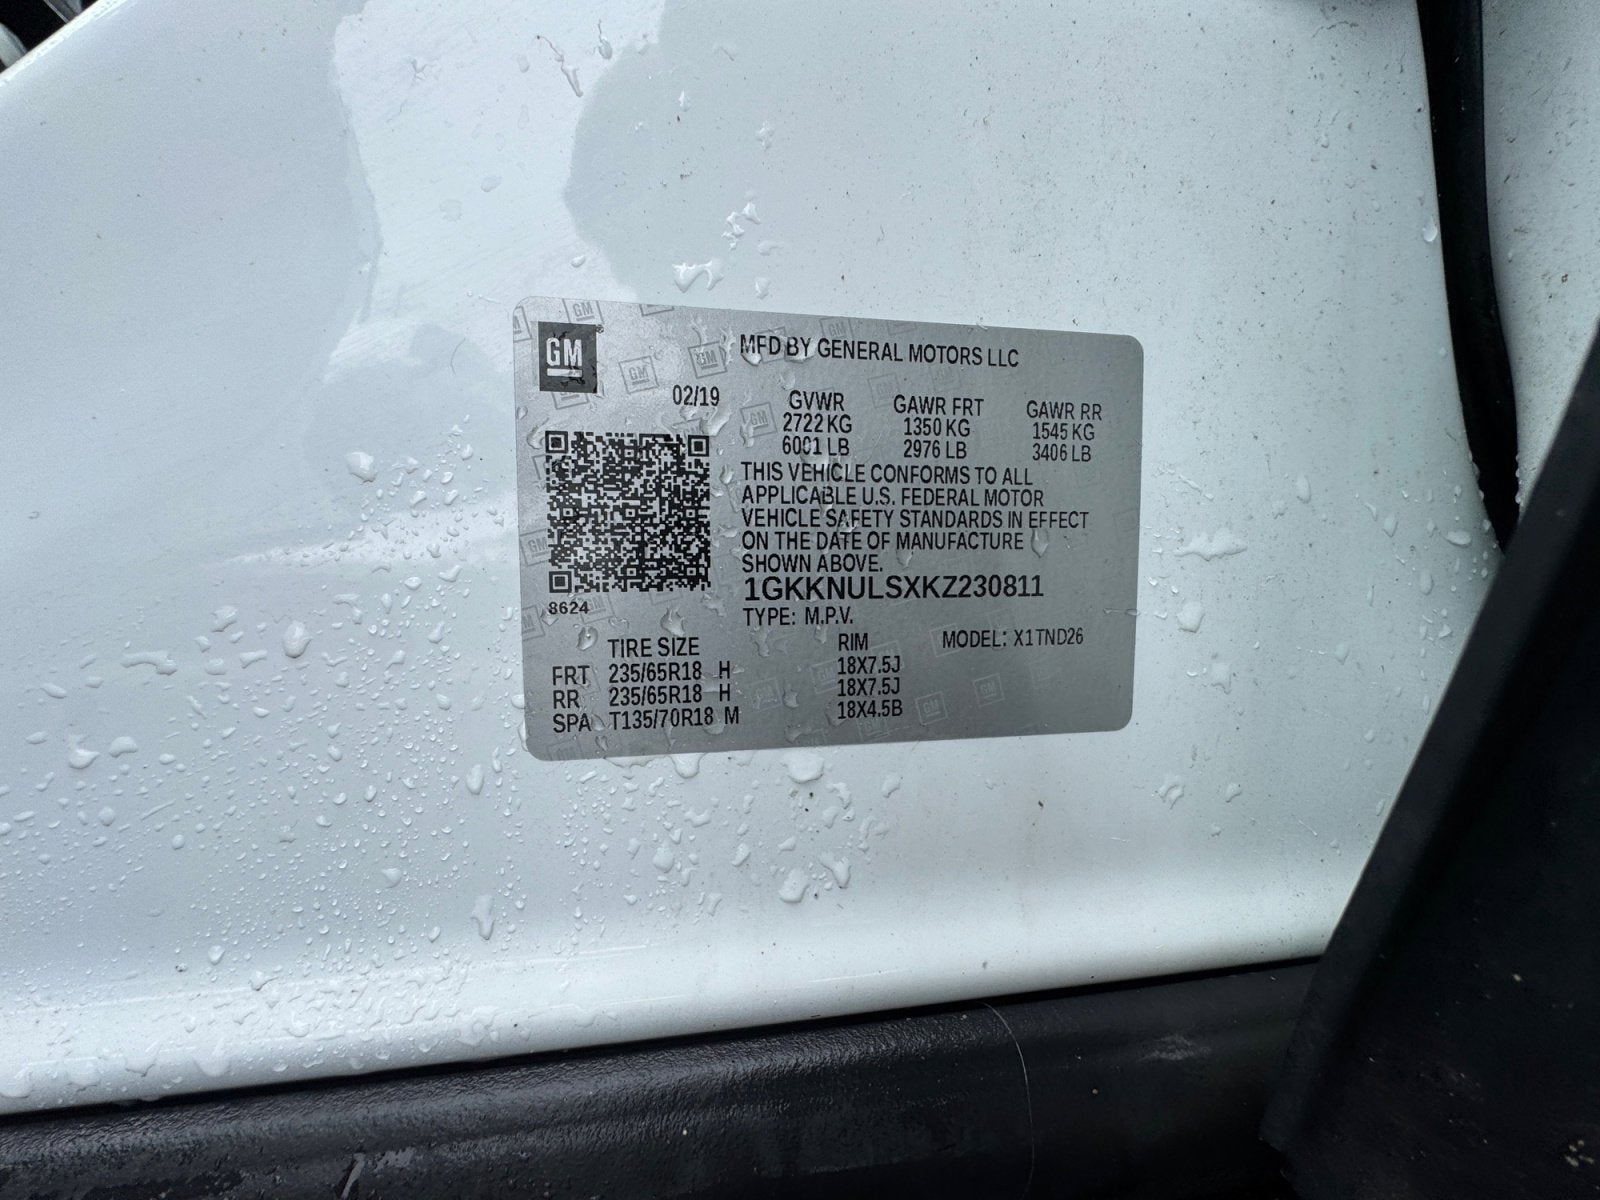 GM
MFD BY GENERAL MOTORS LLC
02/19
GVWR GAWR FRT GAWR RR
2722 KG 1350 KG 1545 KG
6001 LB 2976 LB 3406 LB
THIS VEHICLE CONFORMS TO ALL
APPLICABLE U.S. FEDERAL MOTOR
VEHICLE SAFETY STANDARDS IN EFFECT
ON THE DATE OF MANUFACTURE
SHOWN ABOVE.
1GKKNULSXKZ230811
8624
TYPE: M.P.V.
TIRE SIZE RIM MODEL: X1TND26
FRT 235/65R18 H 18X7.5J
RR 235/65R18 H 18X7.5J
SPA T135/70R18 M 18X4.5B